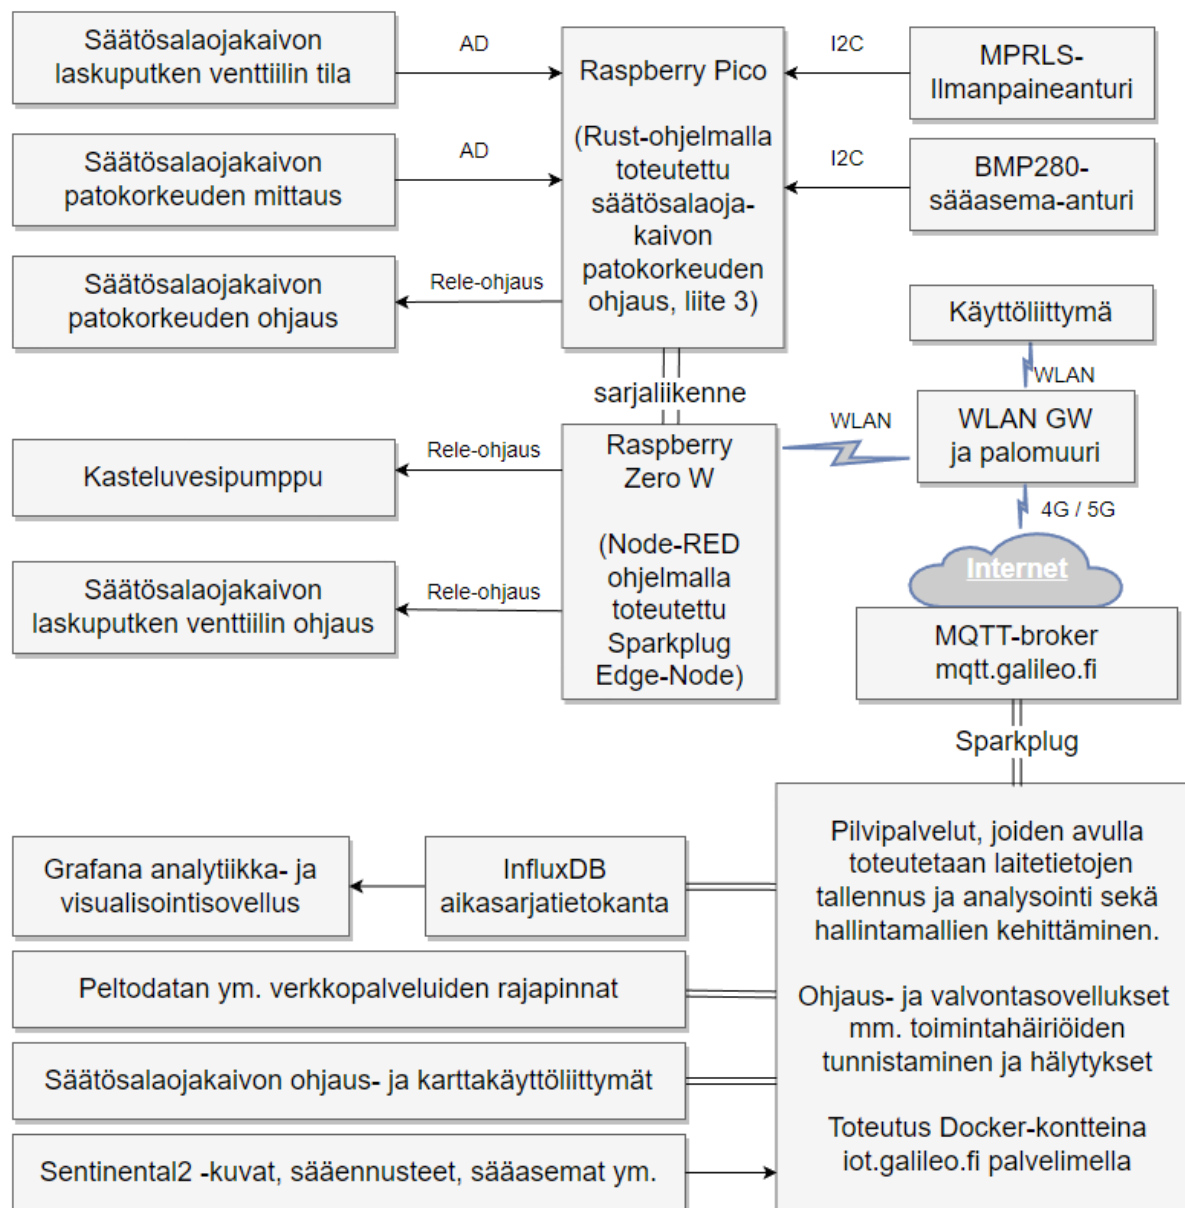 Säätösalaojakaivon
laskuputken venttiilin tila
AD
Raspberry Pico
(Rust-ohjelmalla
toteutettu
säätösalaoja-
kaivon
patokorkeuden
ohjaus, liite 3)
I2C
MPRLS-
Ilmanpaineanturi
Säätösalaojakaivon
patokorkeuden mittaus
AD
I2C
BMP280-
sääasema-anturi
Säätösalaojakaivon
patokorkeuden ohjaus
Rele-ohjaus
Käyttöliittymä
WLAN
sarjaliikenne
WLAN GW
ja palomuuri
WLAN
Kasteluvesipumppu
Rele-ohjaus
Raspberry
Zero W
(Node-RED
ohjelmalla
toteutettu
Sparkplug
Edge-Node)
4G / 5G
Internet
Säätösalaojakaivon
laskuputken venttiilin ohjaus
Rele-ohjaus
MQTT-broker
mqtt.galileo.fi
Sparkplug
Grafana analytiikka- ja
visualisointisovellus
InfluxDB
aikasarjatietokanta
Pilvipalvelut, joiden avulla
toteutetaan laitetietojen
tallennus ja analysointi sekä
hallintamallien kehittäminen.
Ohjaus- ja valvontasovellukset
mm. toimintahäiriöiden
tunnistaminen ja hälytykset
Toteutus Docker-kontteina
iot.galileo.fi palvelimella
Peltodatan ym. verkkopalveluiden rajapinnat
Säätösalaojakaivon ohjaus- ja karttakäyttöliittymät
Sentinental2 -kuvat, sääennusteet, sääasemat ym.